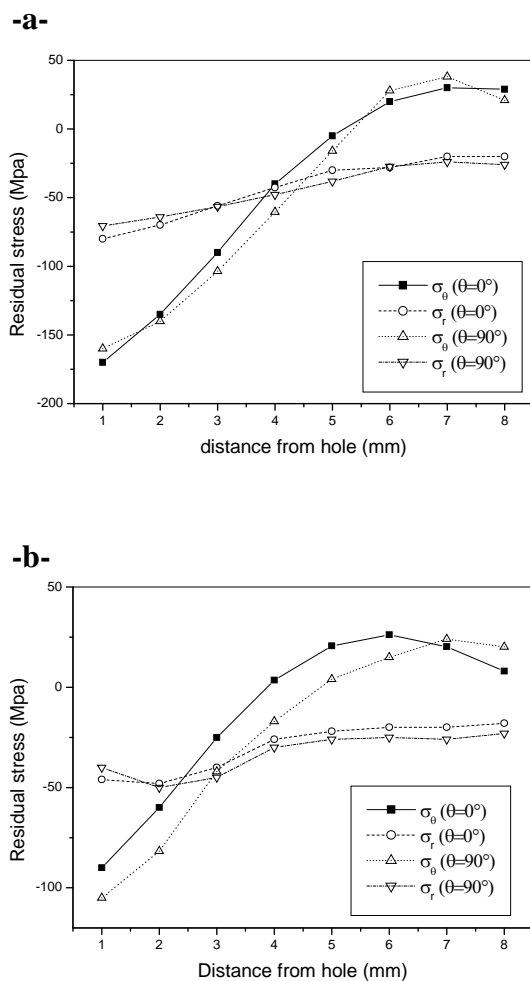 -a-
50
0
-50
-100
-150
-200
Residual stress (Mpa)
σθ (θ=0°)
σr (θ=0°)
σθ (θ=90°)
σr (θ=90°)
1 2 3 4 5 6 7 8
distance from hole (mm)
-b-
50
0
-50
-100
Residual stress (Mpa)
σθ (θ=0°)
σr (θ=0°)
σθ (θ=90°)
σr (θ=90°)
1 2 3 4 5 6 7 8
Distance from hole (mm)